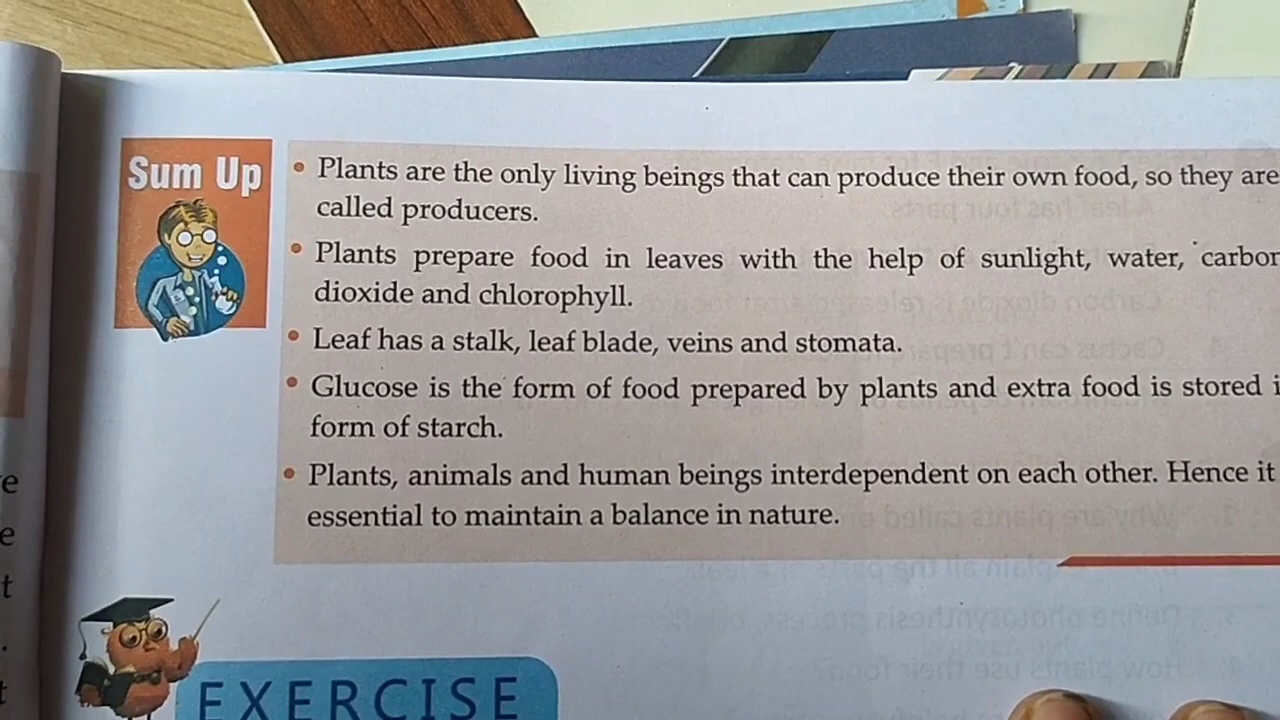 Sum Up
• Plants are the only living beings that can produce their own food, so they are
called producers.
• Plants prepare food in leaves with the help of sunlight, water, carbon
dioxide and chlorophyll.
• Leaf has a stalk, leaf blade, veins and stomata.
• Glucose is the form of food prepared by plants and extra food is stored
form of starch.
• Plants, animals and human beings interdependent on each other. Hence it
essential to maintain a balance in nature.
EXERCISE